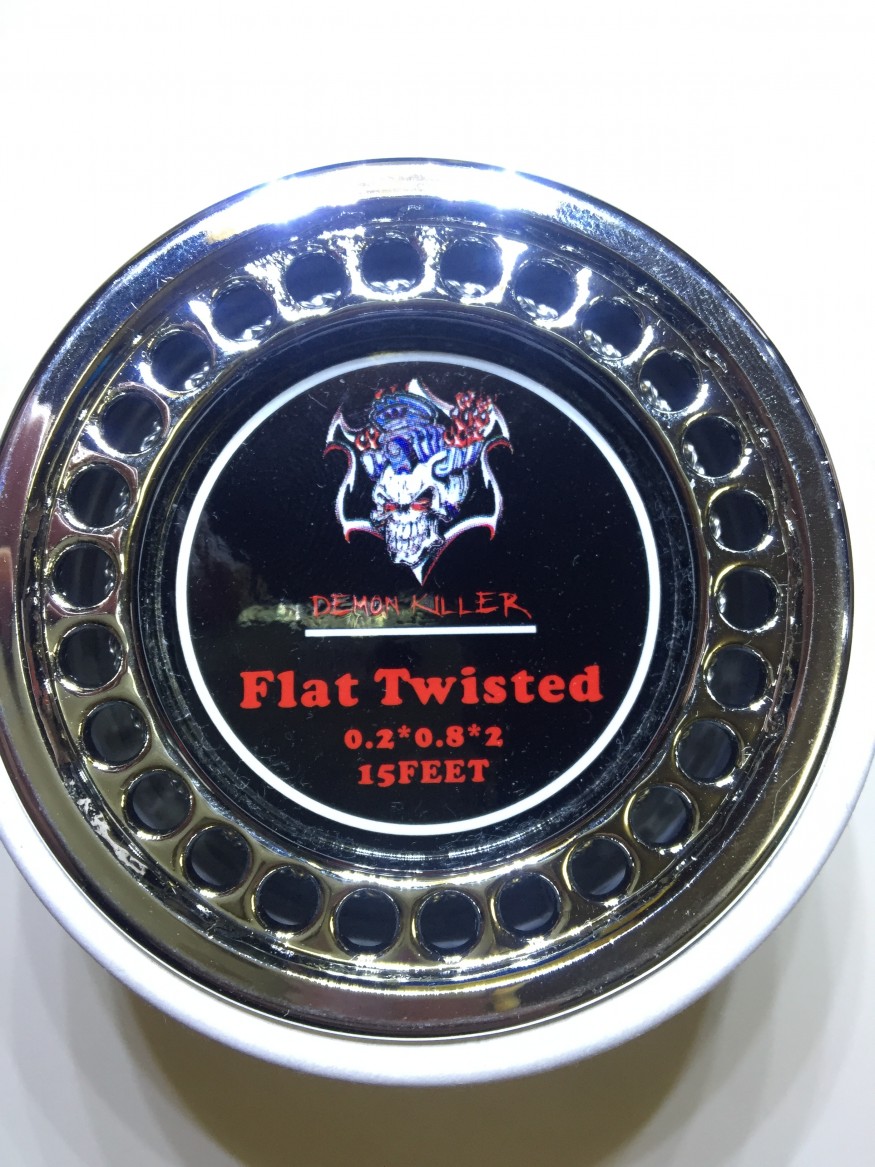 DEMON KILLER
Flat Twisted
0.2*0.8*2
15FEET